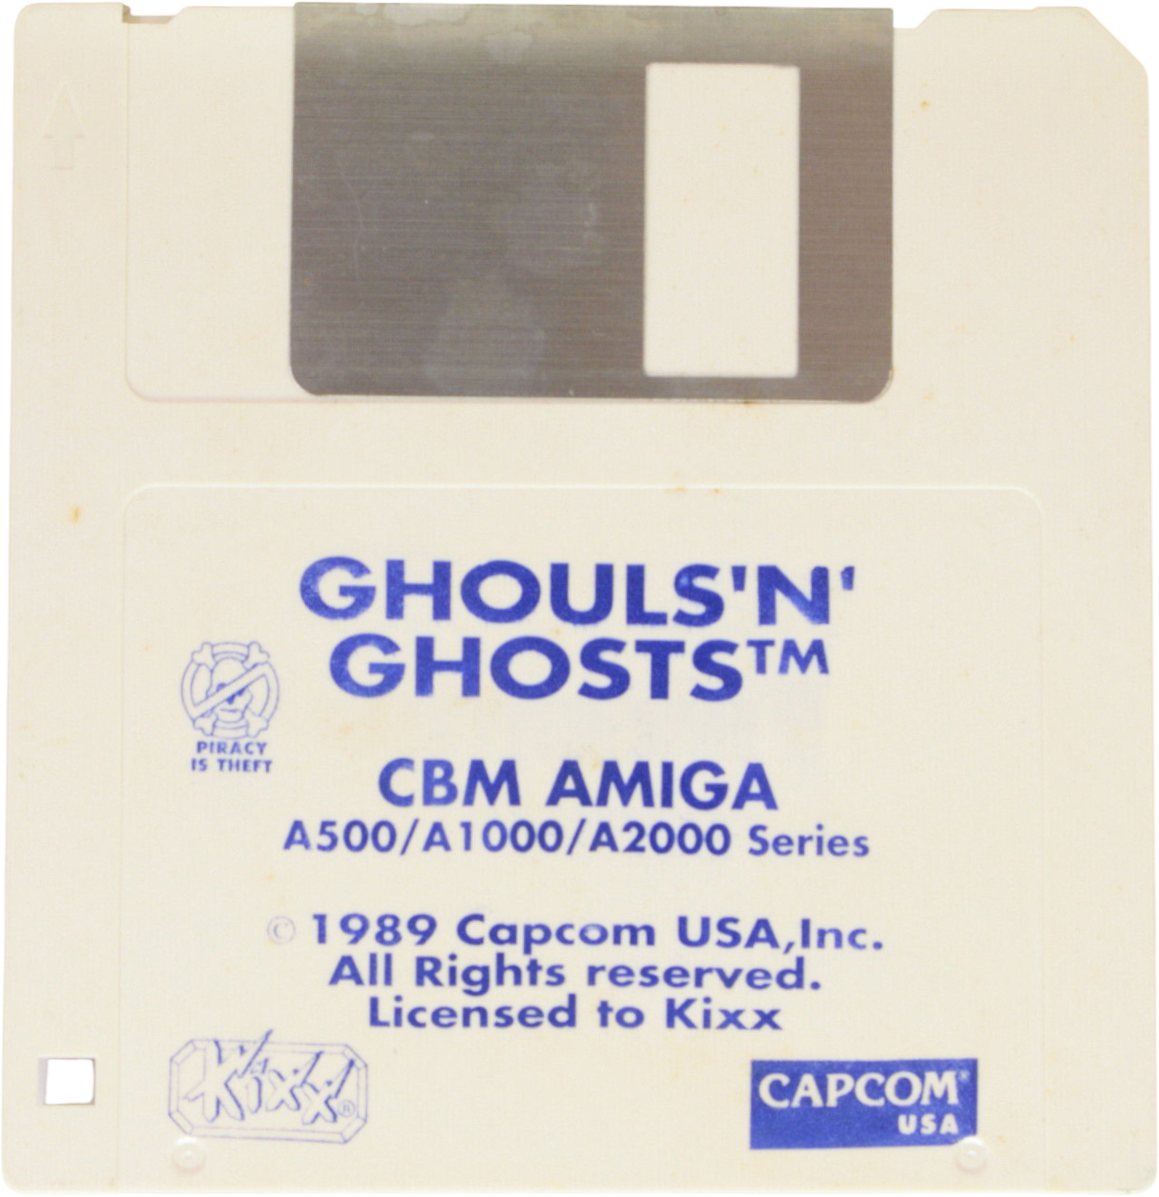 GHOULS'N'
GHOSTS™
PIRACY
IS THEFT
CBM AMIGA
A500/A1000/A2000 Series
© 1989 Capcom USA,Inc.
All Rights reserved.
Licensed to Kixx
Kixx®
CAPCOM®
USA